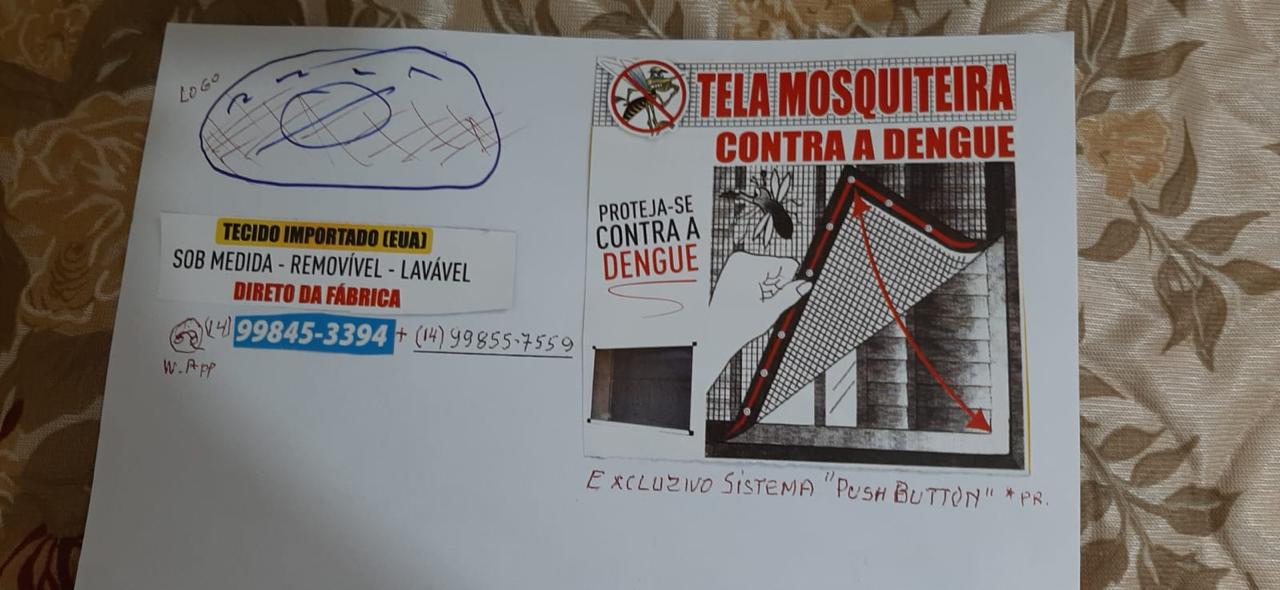 LOGO
TECIDO IMPORTADO (EUA)
SOB MEDIDA - REMOVÍVEL - LAVÁVEL
DIRETO DA FÁBRICA
(14) 99845-3394 + (14) 99855-7559
W.APP
TELA MOSQUITEIRA
CONTRA A DENGUE
PROTEJA-SE
CONTRA A
DENGUE
EXCLUZIVO SISTEMA "PUSH BUTTON" *PR.